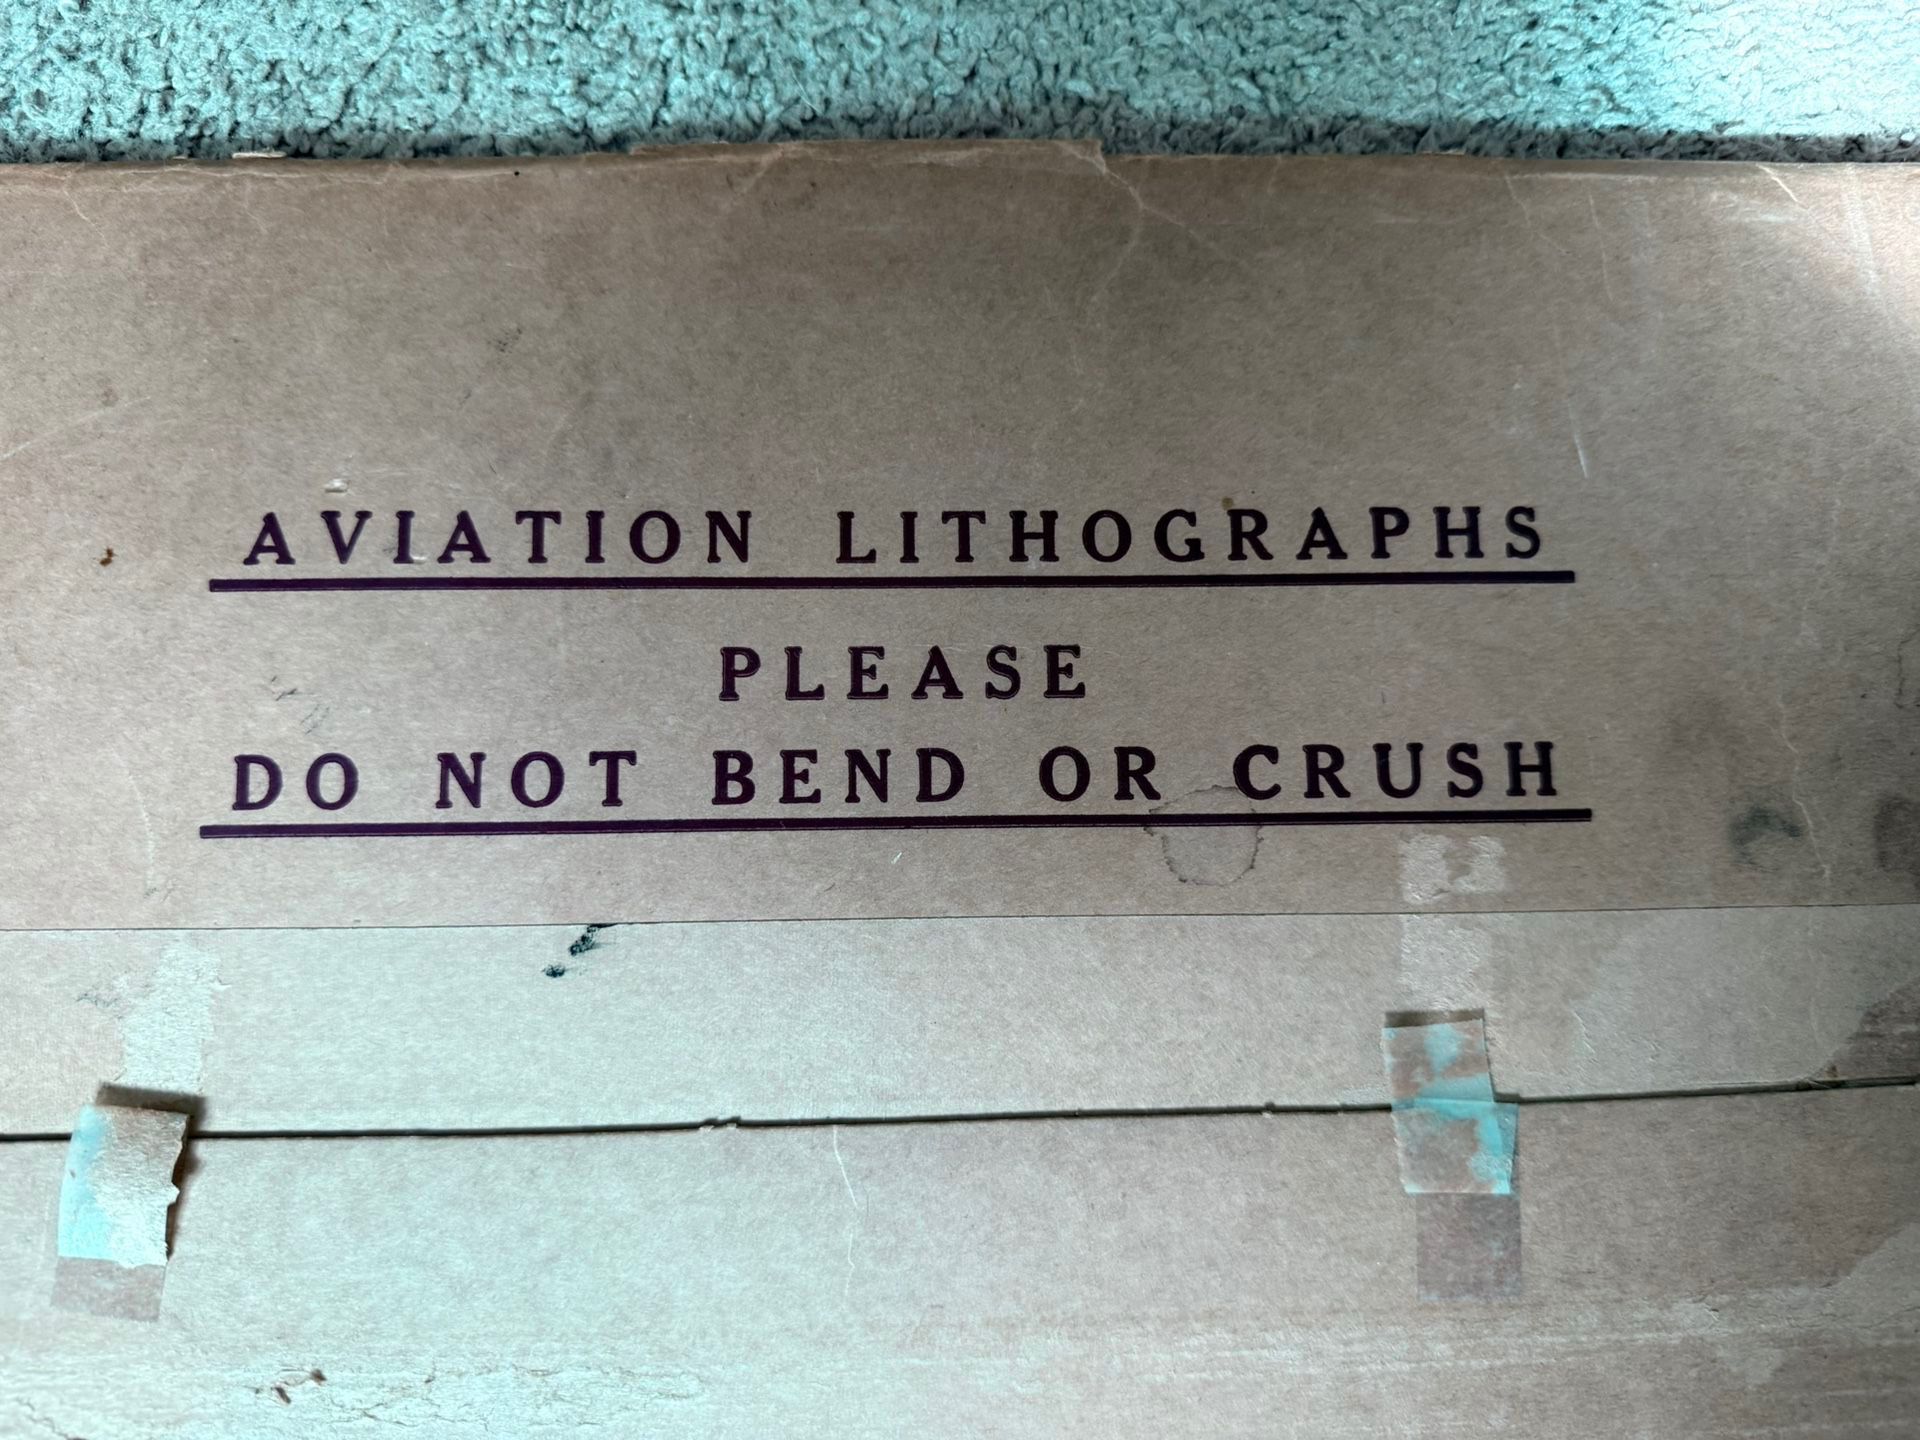 AVIATION LITHOGRAPHS
PLEASE
DO NOT BEND OR CRUSH